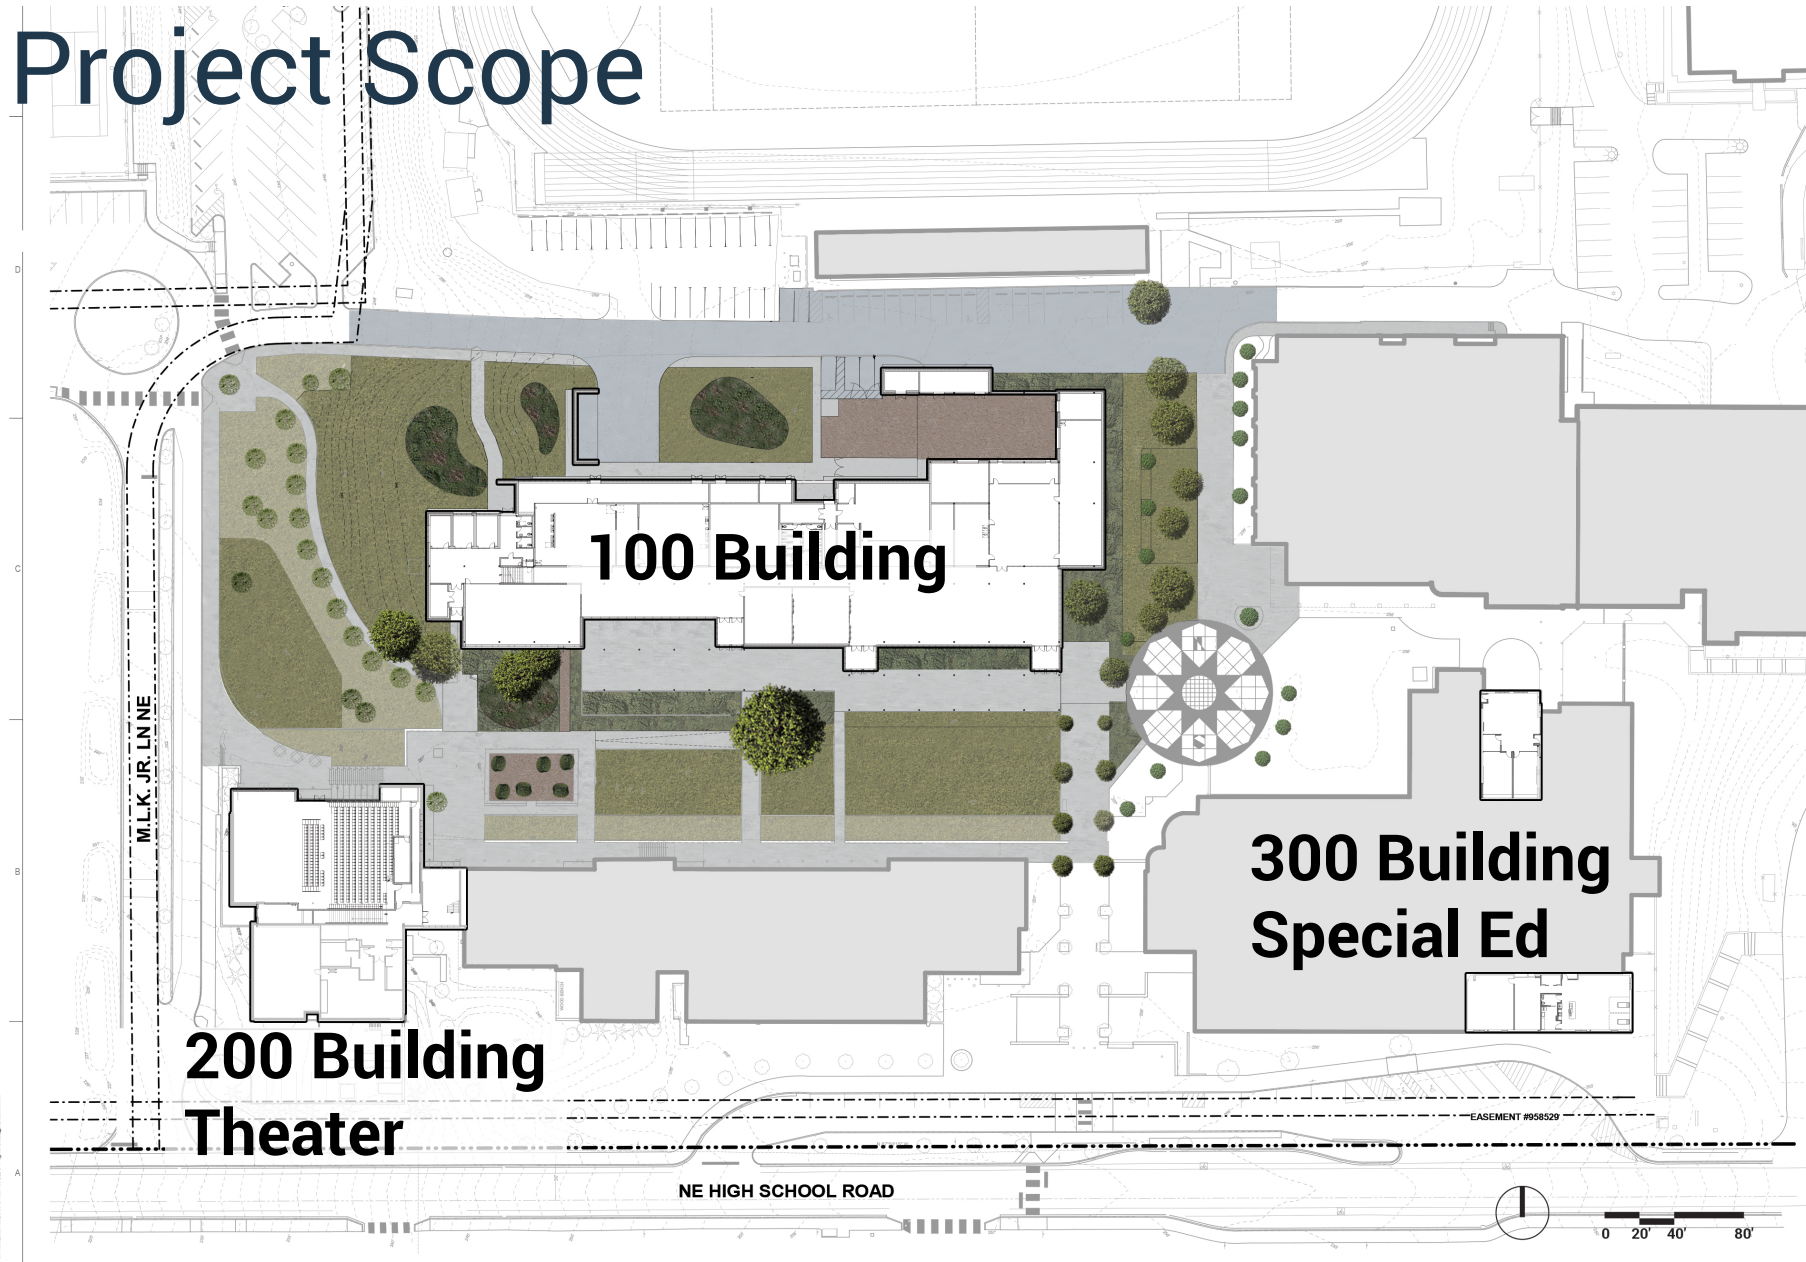 Project Scope
D
C
100 Building
M.L.K. JR. LN NE
B
300 Building
Special Ed
200 Building
Theater
EASEMENT #958529
A
NE HIGH SCHOOL ROAD
0 20' 40' 80'